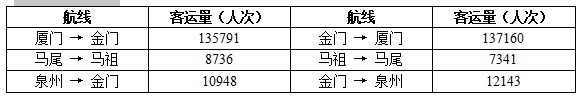 航线 客运量（人次） 航线 客运量（人次）
厦门 → 金门 135791 金门 → 厦门 137160
马尾 → 马祖 8736 马祖 → 马尾 7341
泉州 → 金门 10948 金门 → 泉州 12143